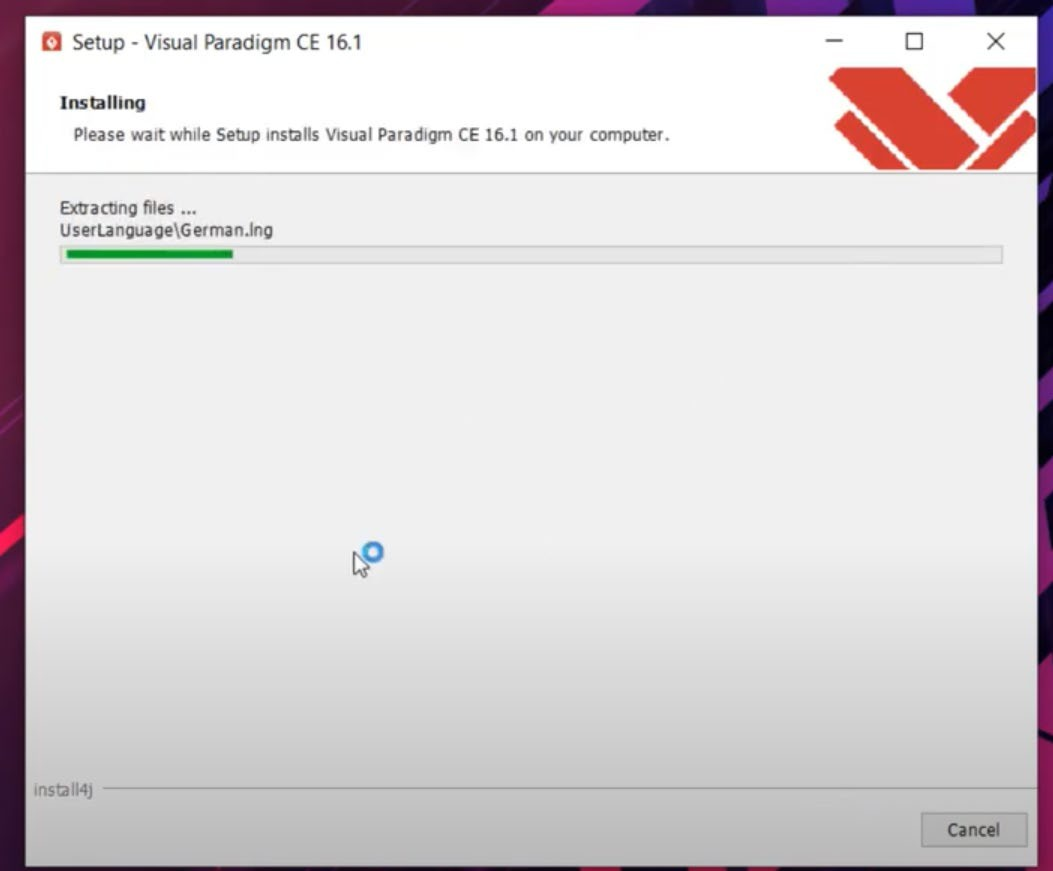 Setup - Visual Paradigm CE 16.1
Installing
Please wait while Setup installs Visual Paradigm CE 16.1 on your computer.
Extracting files ...
UserLanguage\German.lng
install4j
Cancel